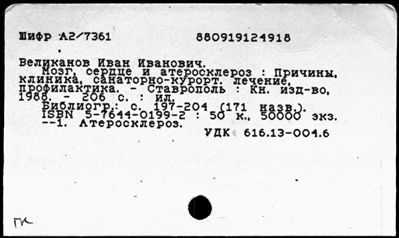 Шифр А2/7361 880919124918
Великанов Иван Иванович.
Мозг, сердце и атеросклероз : Причины,
клиника, санаторно-курорт. лечение,
профилактика. - Ставрополь : Кн. изд-во,
1988. - 206 с. : ил.
Библиогр.: с. 197-204 (171 назв.).
ISBN 5-7644-0199-2 : 50 к., 50000 экз.
--1. Атеросклероз.
УДК 616.13-004.6